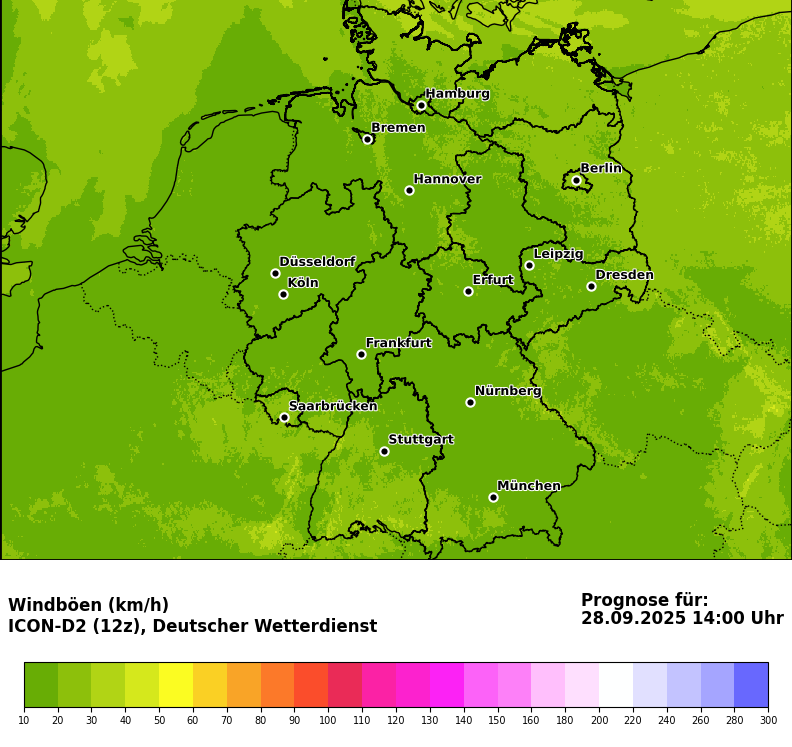 Hamburg
Bremen
Berlin
Hannover
Leipzig
Düsseldorf
Dresden
Köln
Erfurt
Frankfurt
Nürnberg
Saarbrücken
Stuttgart
München
Windböen (km/h)
ICON-D2 (12z), Deutscher Wetterdienst
Prognose für:
28.09.2025 14:00 Uhr
10 20 30 40 50 60 70 80 90 100 110 120 130 140 150 160 180 200 220 240 260 280 300